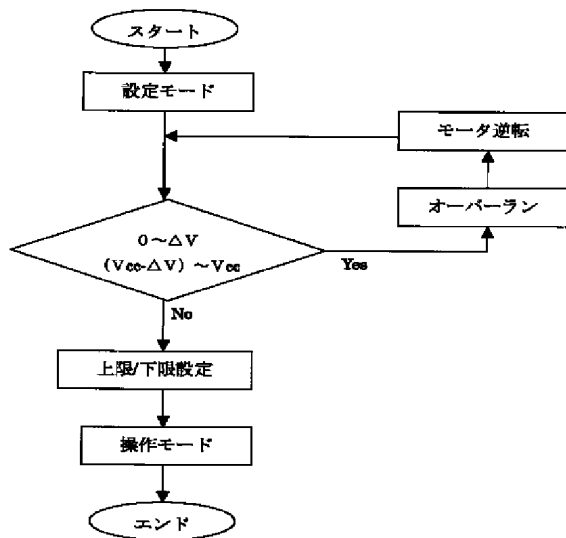 スタート
設定モード
モータ逆転
オーバーラン
0～△V
(Vcc-△V)～Vcc
Yes
No
上限/下限設定
操作モード
エンド